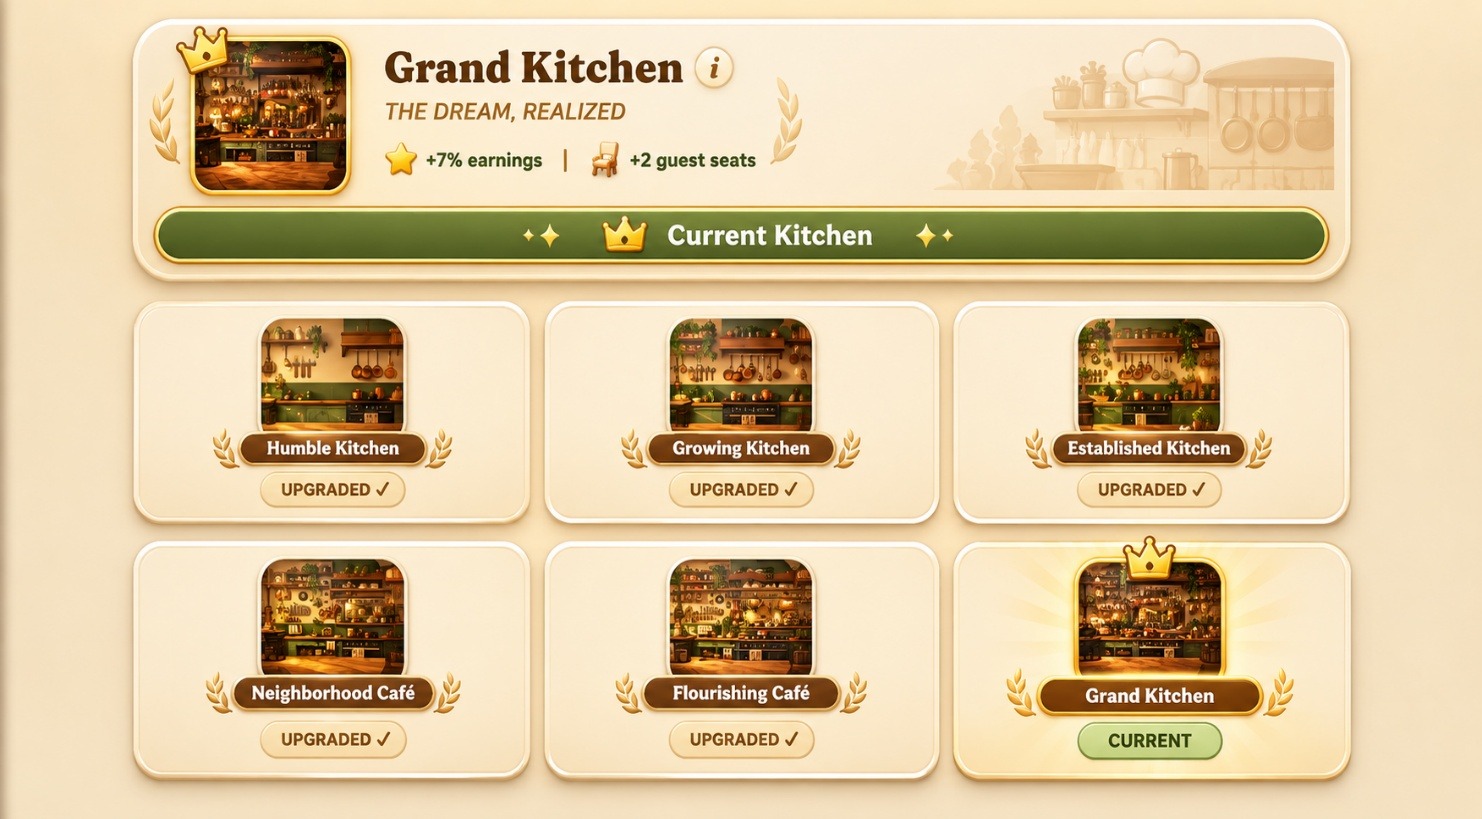 Grand Kitchen i
THE DREAM, REALIZED
+7% earnings | +2 guest seats
Current Kitchen
Humble Kitchen
UPGRADED ✓
Growing Kitchen
UPGRADED ✓
Established Kitchen
UPGRADED ✓
Neighborhood Café
UPGRADED ✓
Flourishing Café
UPGRADED ✓
Grand Kitchen
CURRENT